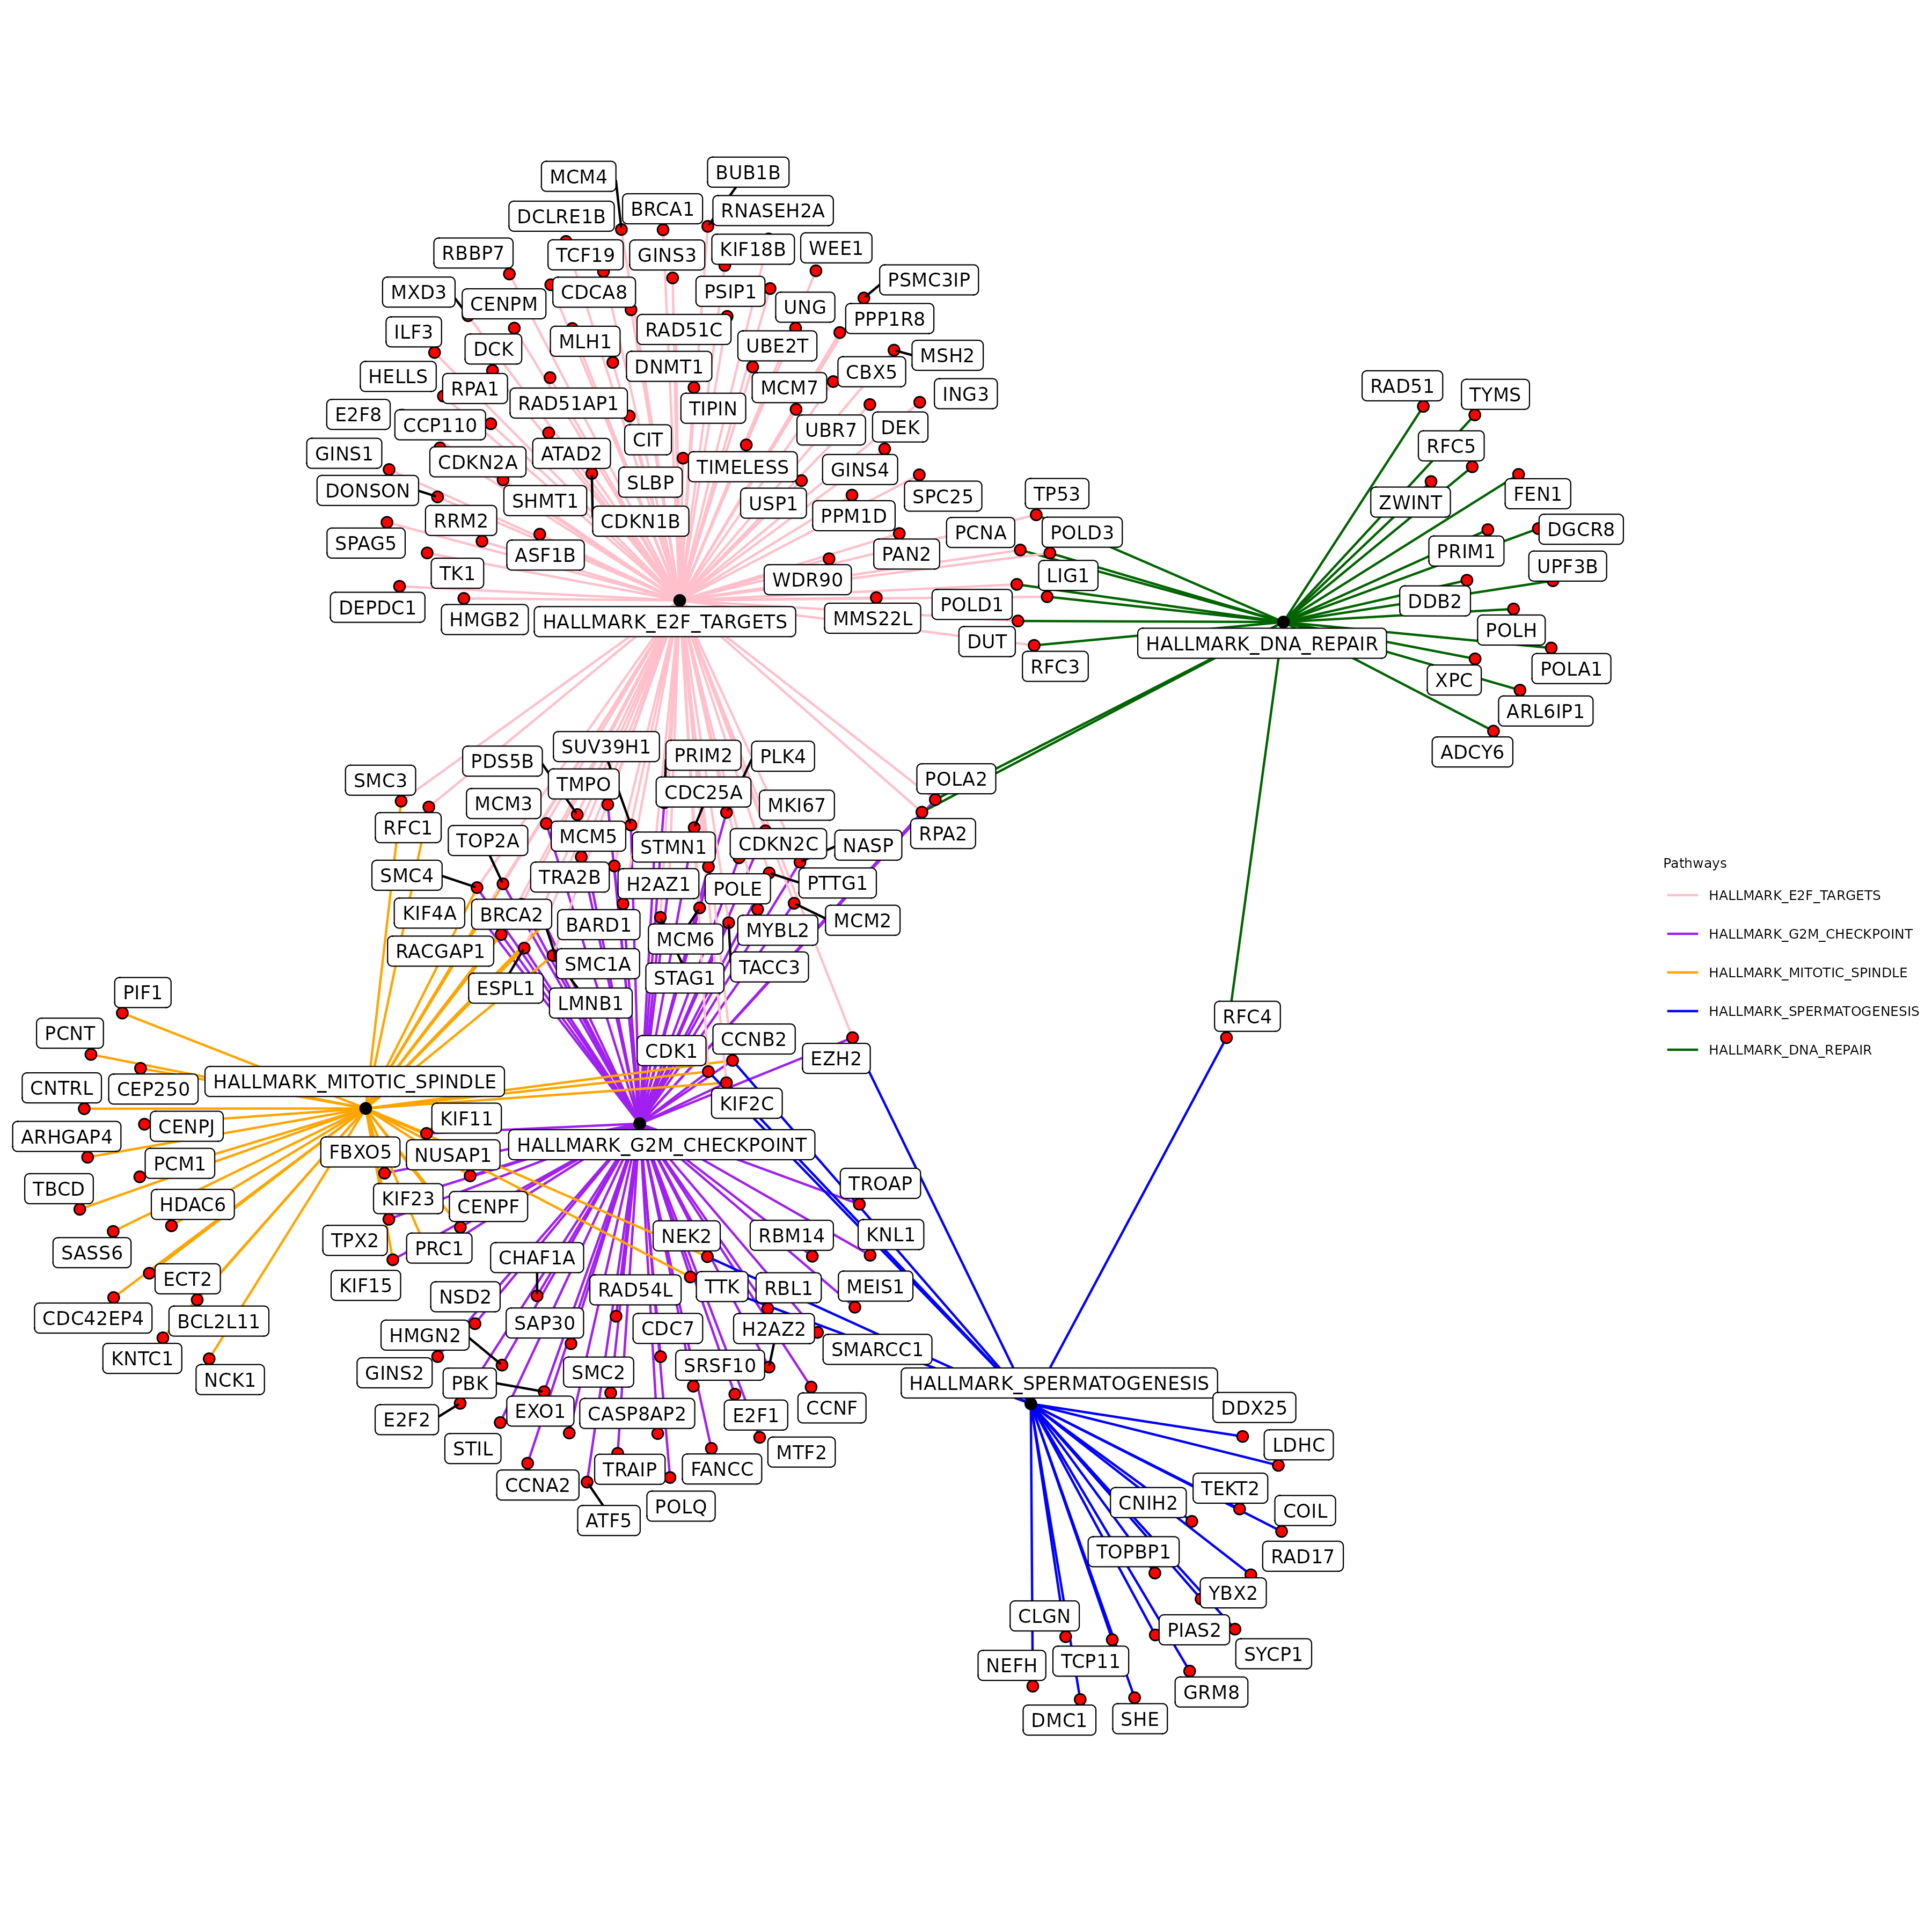 MCM4
BUB1B
DCLRE1B
BRCA1
RNASEH2A
RBBP7
TCF19
GINS3
KIF18B
WEE1
MXD3
CENPM
CDCA8
PSIP1
PSMC3IP
UNG
ILF3
DCK
MLH1
RAD51C
PPP1R8
UBE2T
MSH2
HELLS
RPA1
DNMT1
MCM7
CBX5
ING3
E2F8
CCP110
RAD51AP1
TIPIN
UBR7
DEK
GINS1
CDKN2A
ATAD2
CIT
TIMELESS
GINS4
DONSON
SHMT1
SLBP
USP1
SPC25
RRM2
CDKN1B
PPM1D
SPAG5
ASF1B
PAN2
TK1
WDR90
DEPDC1
HMGB2
HALLMARK_E2F_TARGETS
MMS22L
TP53
PCNA
POLD3
LIG1
POLD1
DUT
RFC3
RAD51
TYMS
RFC5
ZWINT
FEN1
DGCR8
PRIM1
UPF3B
DDB2
POLH
HALLMARK_DNA_REPAIR
POLA1
XPC
ARL6IP1
ADCY6
SUV39H1
PDS5B
PRIM2
PLK4
SMC3
TMPO
CDC25A
MKI67
POLA2
RFC1
MCM3
MCM5
STMN1
CDKN2C
NASP
RPA2
TOP2A
SMC4
TRA2B
H2AZ1
POLE
PTTG1
KIF4A
BRCA2
BARD1
MCM6
MYBL2
MCM2
RACGAP1
SMC1A
STAG1
TACC3
ESPL1
LMNB1
Pathways
HALLMARK_E2F_TARGETS
HALLMARK_G2M_CHECKPOINT
HALLMARK_MITOTIC_SPINDLE
HALLMARK_SPERMATOGENESIS
HALLMARK_DNA_REPAIR
PIF1
PCNT
CDK1
CCNB2
EZH2
RFC4
CNTRL
CEP250
HALLMARK_MITOTIC_SPINDLE
KIF2C
ARHGAP4
CENPJ
KIF11
HALLMARK_G2M_CHECKPOINT
FBXO5
NUSAP1
PCM1
TBCD
HDAC6
KIF23
CENPF
TROAP
SASS6
TPX2
PRC1
NEK2
RBM14
KNL1
ECT2
KIF15
CHAF1A
RAD54L
TTK
RBL1
MEIS1
CDC42EP4
BCL2L11
NSD2
SAP30
CDC7
H2AZ2
KNTC1
NCK1
HMGN2
GINS2
SMC2
SRSF10
SMARCC1
PBK
E2F2
EXO1
CASP8AP2
E2F1
CCNF
STIL
MTF2
CCNA2
TRAIP
FANCC
ATF5
POLQ
HALLMARK_SPERMATOGENESIS
DDX25
LDHC
TEKT2
CNIH2
COIL
TOPBP1
RAD17
YBX2
CLGN
PIAS2
SYCP1
NEFH
TCP11
GRM8
DMC1
SHE